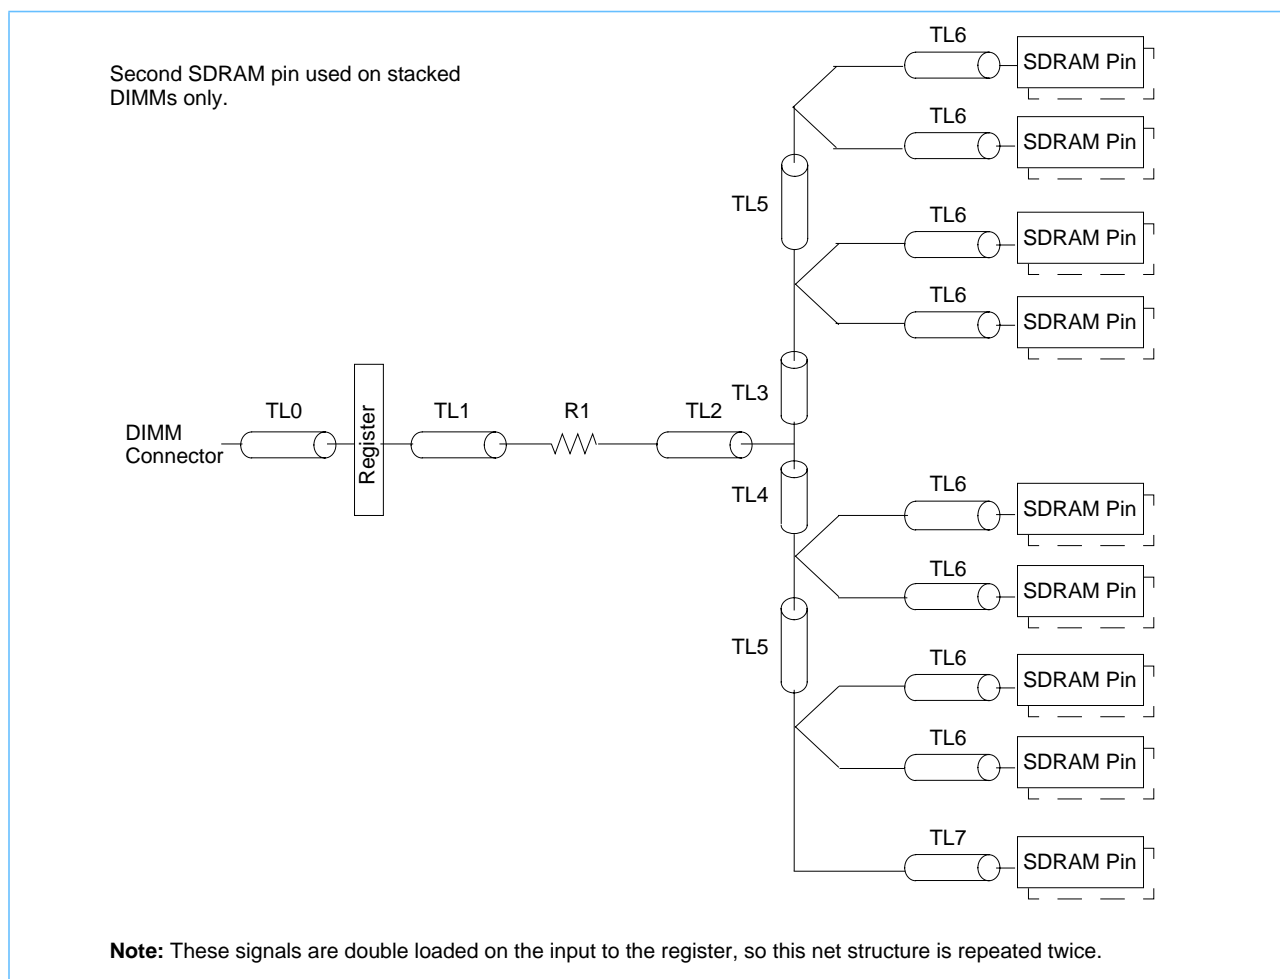 Second SDRAM pin used on stacked
DIMMs only.
TL6
SDRAM Pin
TL6
SDRAM Pin
TL5
TL6
SDRAM Pin
TL6
SDRAM Pin
TL3
DIMM
Connector
TL0
Register
TL1
R1
TL2
TL4
TL6
SDRAM Pin
TL6
SDRAM Pin
TL5
TL6
SDRAM Pin
TL6
SDRAM Pin
TL7
SDRAM Pin
Note: These signals are double loaded on the input to the register, so this net structure is repeated twice.